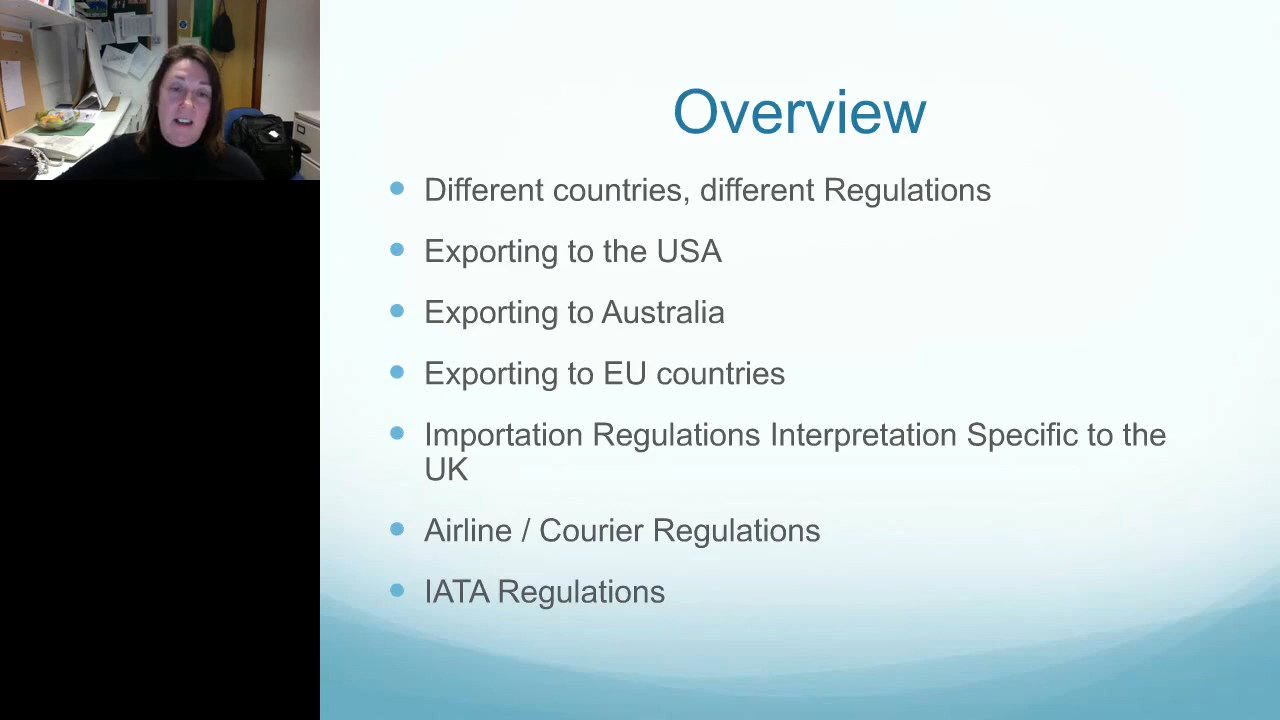 Overview
Different countries, different Regulations
Exporting to the USA
Exporting to Australia
Exporting to EU countries
Importation Regulations Interpretation Specific to the
UK
Airline / Courier Regulations
IATA Regulations